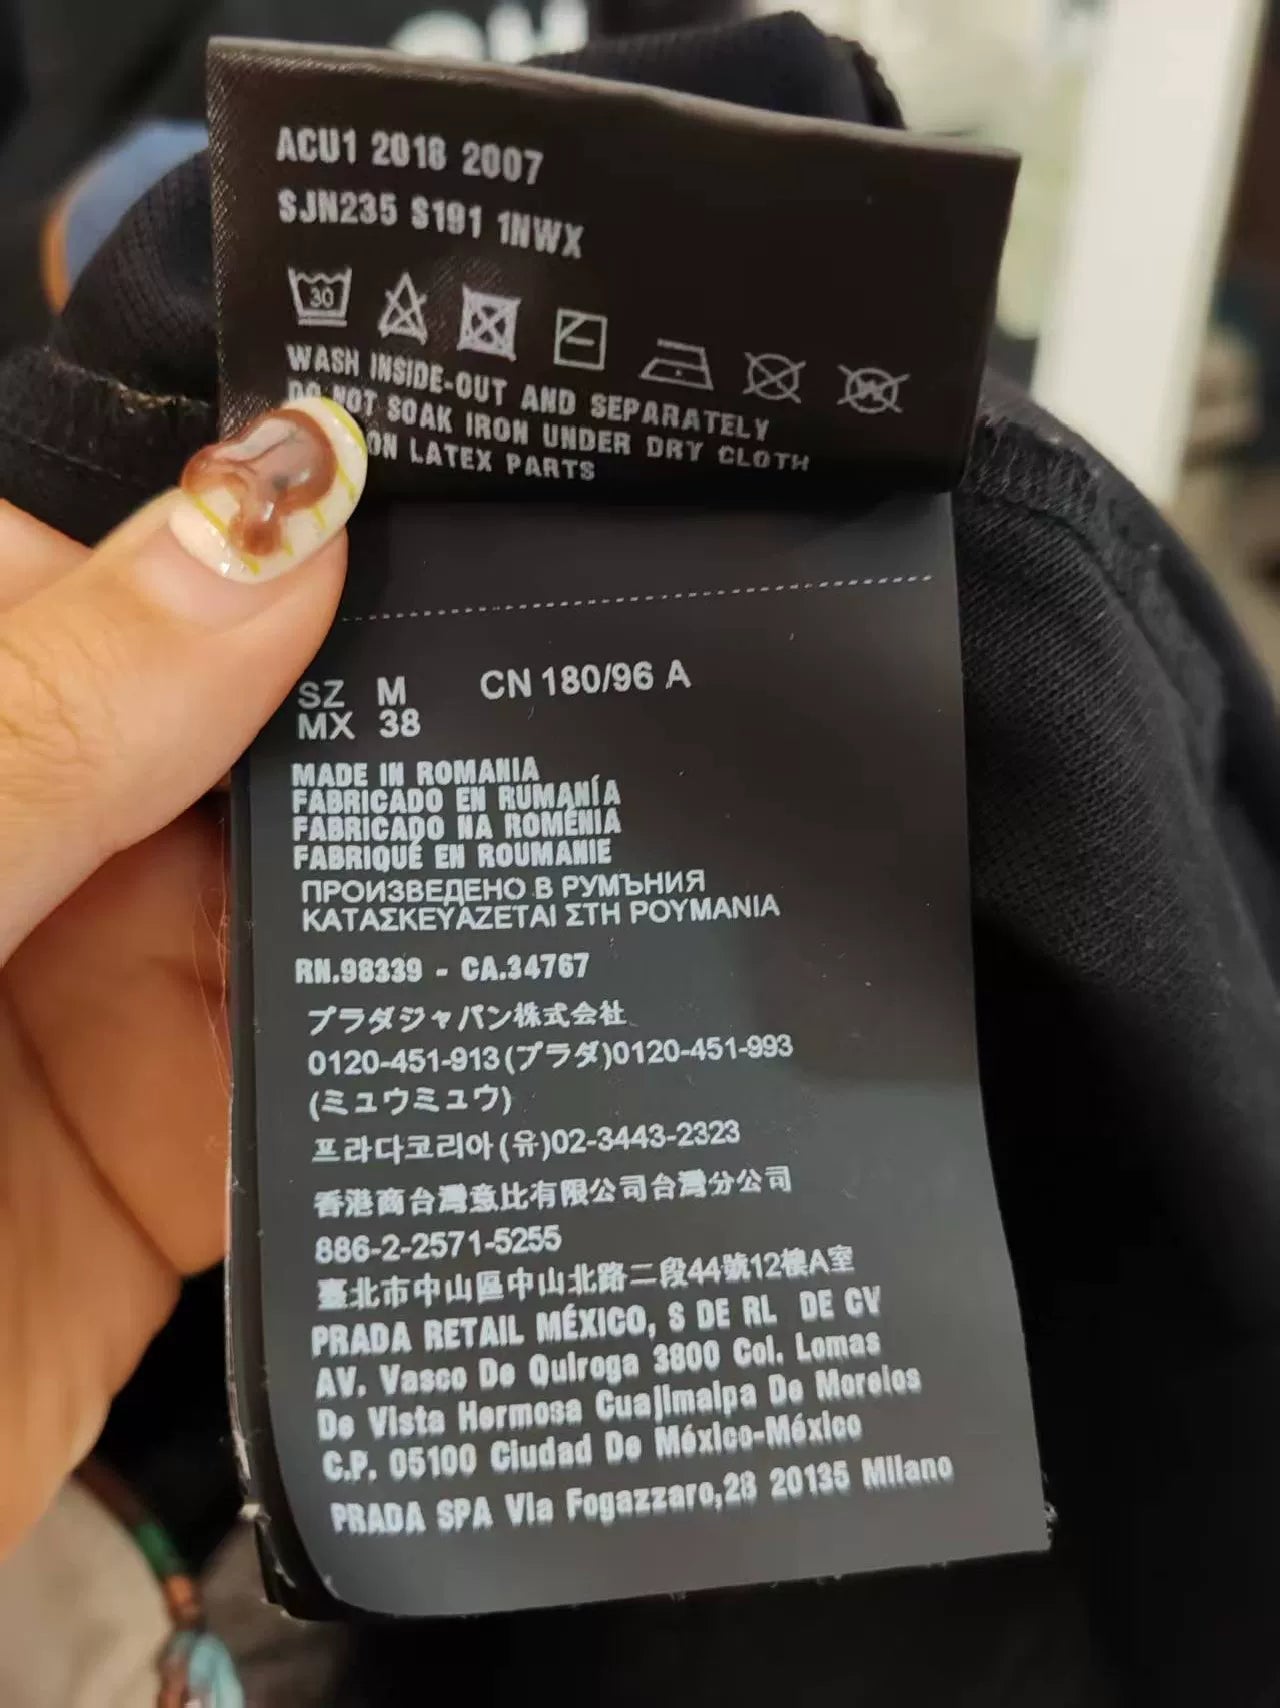 ACU1 2018 2007
SJN235 S191 1NWX
30
WASH INSIDE-OUT AND SEPARATELY
DO NOT SOAK IRON UNDER DRY CLOTH
ON LATEX PARTS
SZ M CN 180/96 A
MX 38
MADE IN ROMANIA
FABRICADO EN RUMANÍA
FABRICADO NA ROMÉNIA
FABRIQUÉ EN ROUMANIE
ПРОИЗВЕДЕНО В РУМЪНИЯ
ΚΑΤΑΣΚΕΥΑΖΕΤΑΙ ΣΤΗ ΡΟΥΜΑΝΙΑ
RN.98339 - CA.34767
プラダジャパン株式会社
0120-451-913(プラダ)0120-451-993
(ミュウミュウ)
프라다코리아(유)02-3443-2323
香港商台灣意比有限公司台灣分公司
886-2-2571-5255
臺北市中山區中山北路二段44號12樓A室
PRADA RETAIL MÉXICO, S DE RL DE CV
AV. Vasco De Quiroga 3800 Col. Lomas
De Vista Hermosa Cuajimalpa De Morelos
C.P. 05100 Ciudad De México-México
PRADA SPA Via Fogazzaro,28 20135 Milano